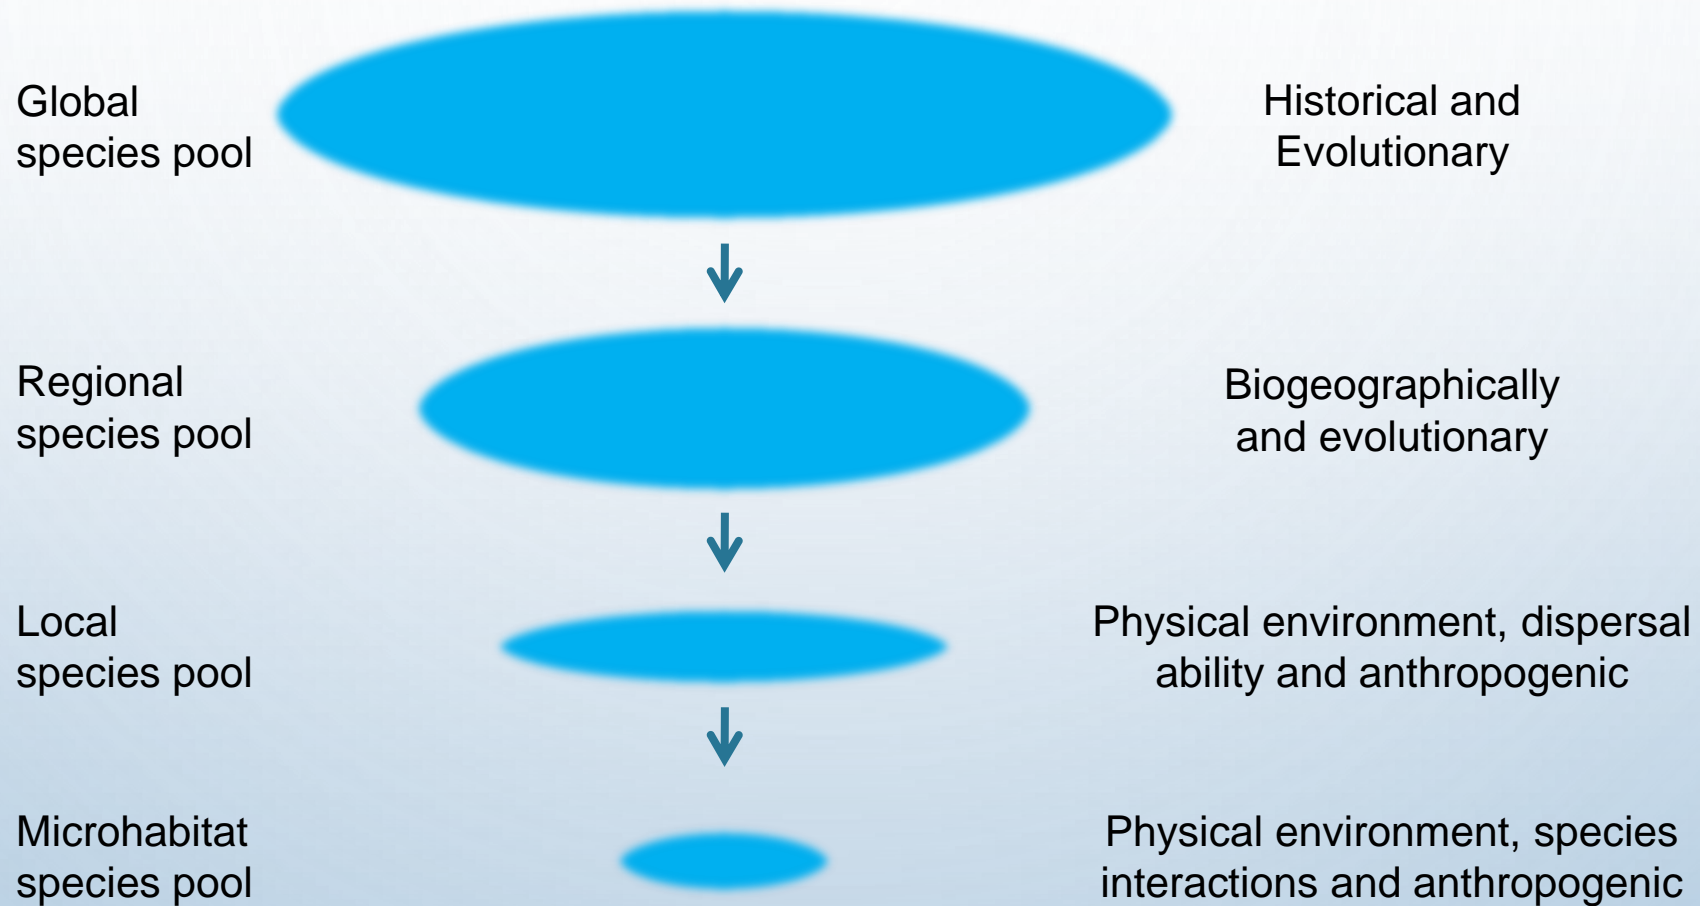 Global
species pool
Historical and
Evolutionary
Regional
species pool
Biogeographically
and evolutionary
Local
species pool
Physical environment, dispersal
ability and anthropogenic
Microhabitat
species pool
Physical environment, species
interactions and anthropogenic